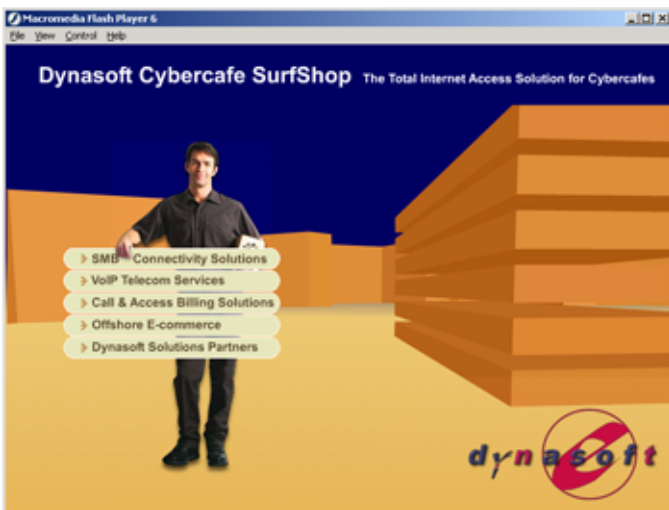 Macromedia Flash Player 6
File View Control Help
Dynasoft Cybercafe SurfShop The Total Internet Access Solution for Cybercafes
SMB - Connectivity Solutions
VoIP Telecom Services
Call & Access Billing Solutions
Offshore E-commerce
Dynasoft Solutions Partners
dynasoft